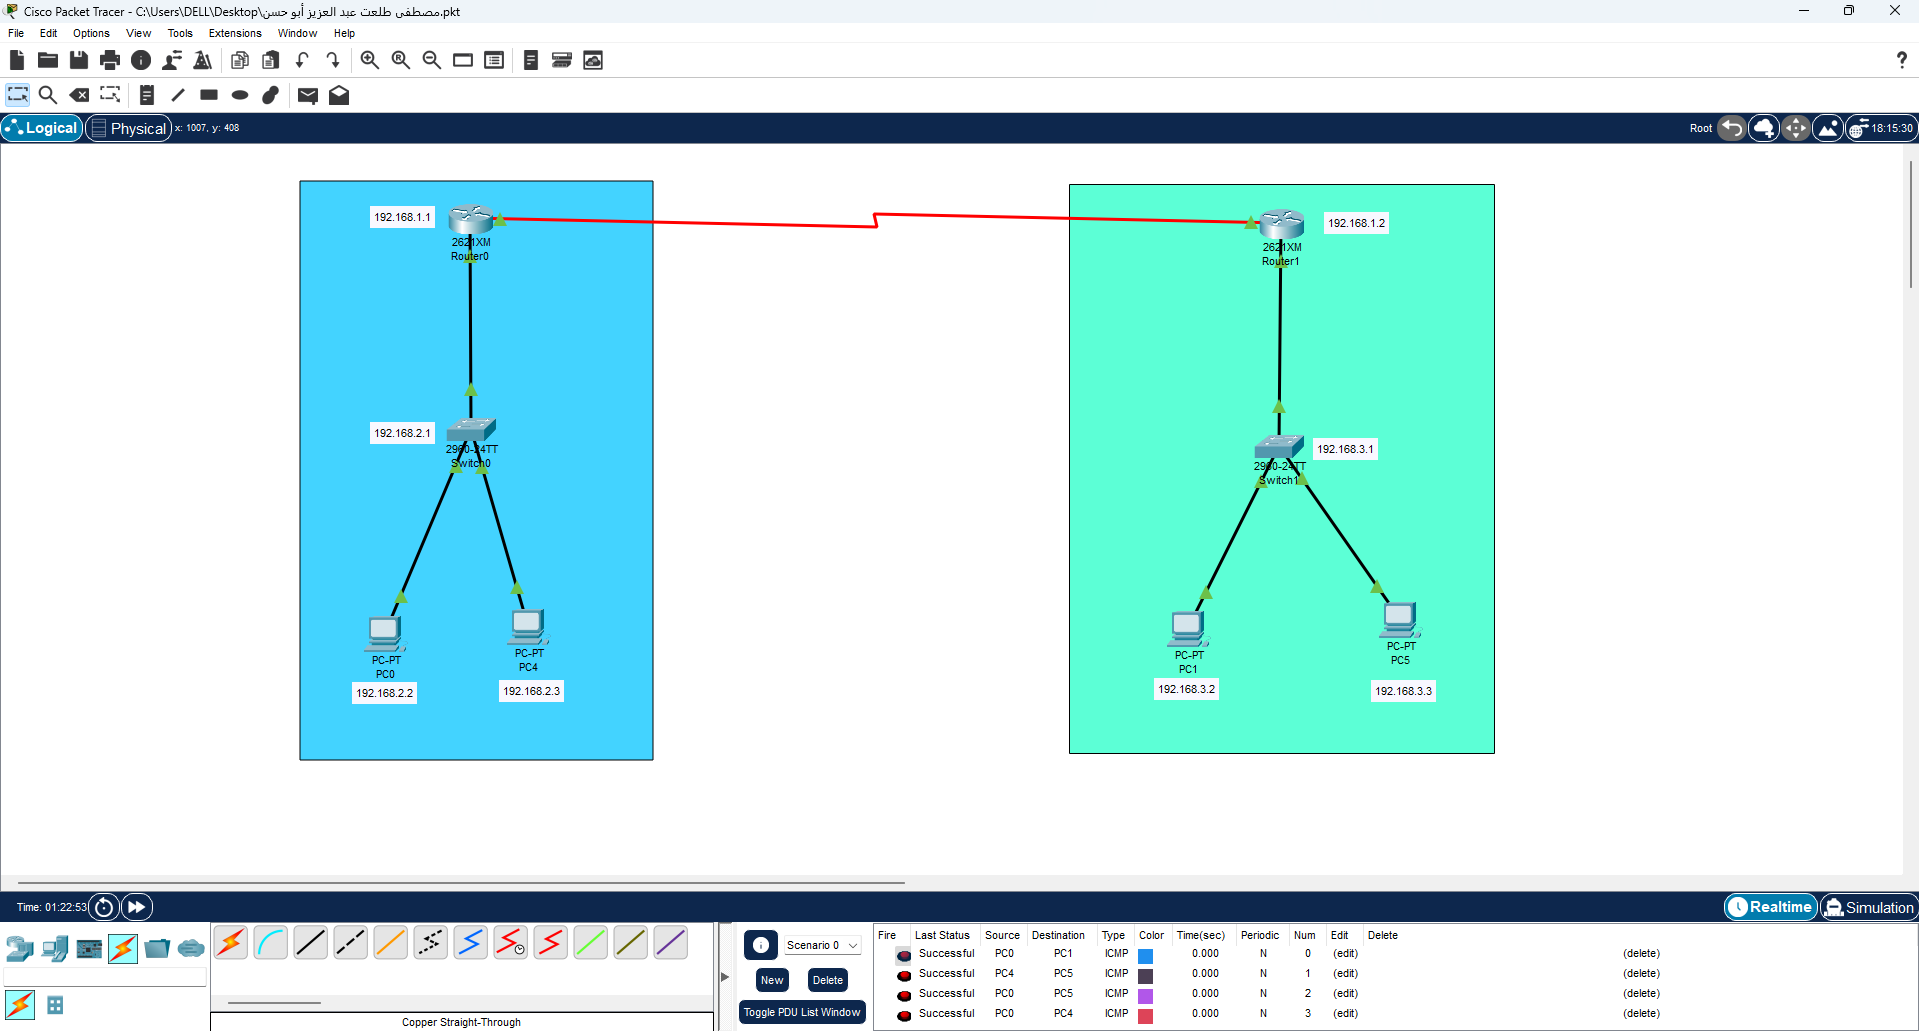 Cisco Packet Tracer - C:\Users\DELL\Desktop\مصطفى طلعت عبد العزيز أبو حسن.pkt
File Edit Options View Tools Extensions Window Help
?
Logical Physical x: 1007, y: 408 Root 18:15:30
192.168.1.1
2621XM
Router0
192.168.1.2
2621XM
Router1
192.168.2.1
2960-24TT
Switch0
192.168.3.1
2960-24TT
Switch1
PC-PT
PC0
192.168.2.2
PC-PT
PC4
192.168.2.3
PC-PT
PC1
192.168.3.2
PC-PT
PC5
192.168.3.3
Time: 01:22:53 Realtime Simulation
Copper Straight-Through
Scenario 0
New Delete
Toggle PDU List Window
Fire Last Status Source Destination Type Color Time(sec) Periodic Num Edit Delete
Successful PC0 PC1 ICMP 0.000 N 0 (edit) (delete)
Successful PC4 PC5 ICMP 0.000 N 1 (edit) (delete)
Successful PC0 PC5 ICMP 0.000 N 2 (edit) (delete)
Successful PC0 PC4 ICMP 0.000 N 3 (edit) (delete)